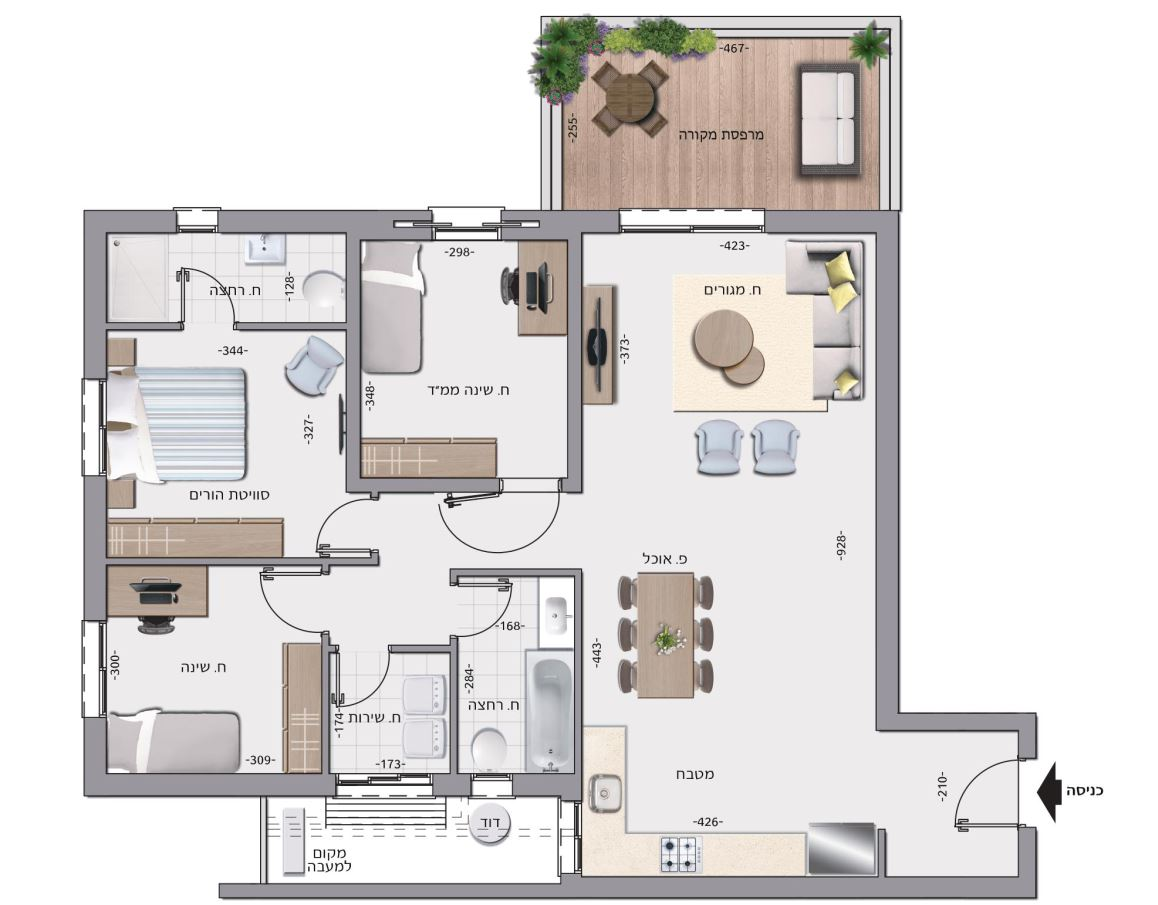 -467-
-255-
מרפסת מקורה
-298-
-423-
ח. רחצה
-128-
ח. מגורים
-344-
-373-
-348-
ח. שינה ממ״ד
-327-
סוויטת הורים
-928-
פ. אוכל
-168-
-443-
-300-
ח. שינה
-284-
ח. רחצה
-174-
ח. שירות
-309-
-173-
מטבח
-210-
כניסה
-426-
דוד
מקום
למעבה